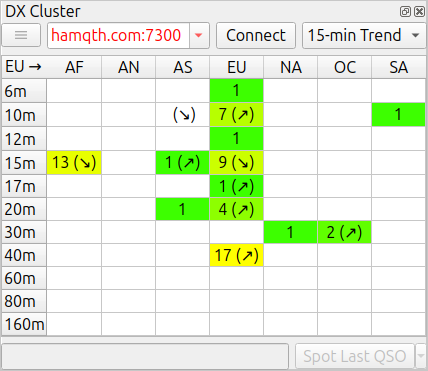 DX Cluster
hamqth.com:7300 Connect 15-min Trend
EU → AF AN AS EU NA OC SA
6m 1
10m (↘) 7 (↗) 1
12m 1
15m 13 (↘) 1 (↗) 9 (↘)
17m 1 (↗)
20m 1 4 (↗)
30m 1 2 (↗)
40m 17 (↗)
60m
80m
160m
Spot Last QSO